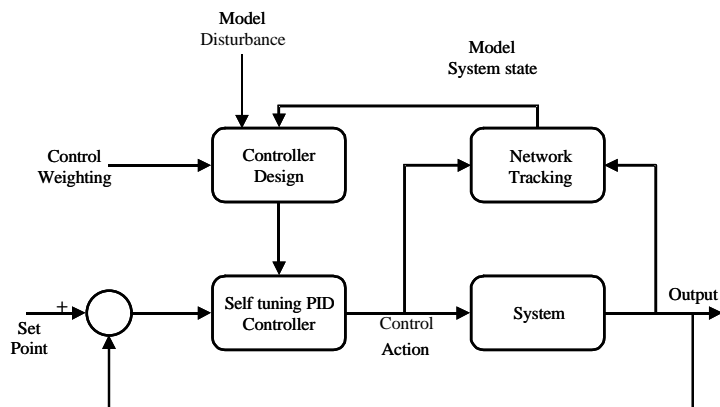 Model
Disturbance
Model
System state
Control
Weighting
Controller
Design
Network
Tracking
+
Set
Point
Self tuning PID
Controller
Control
Action
System
Output